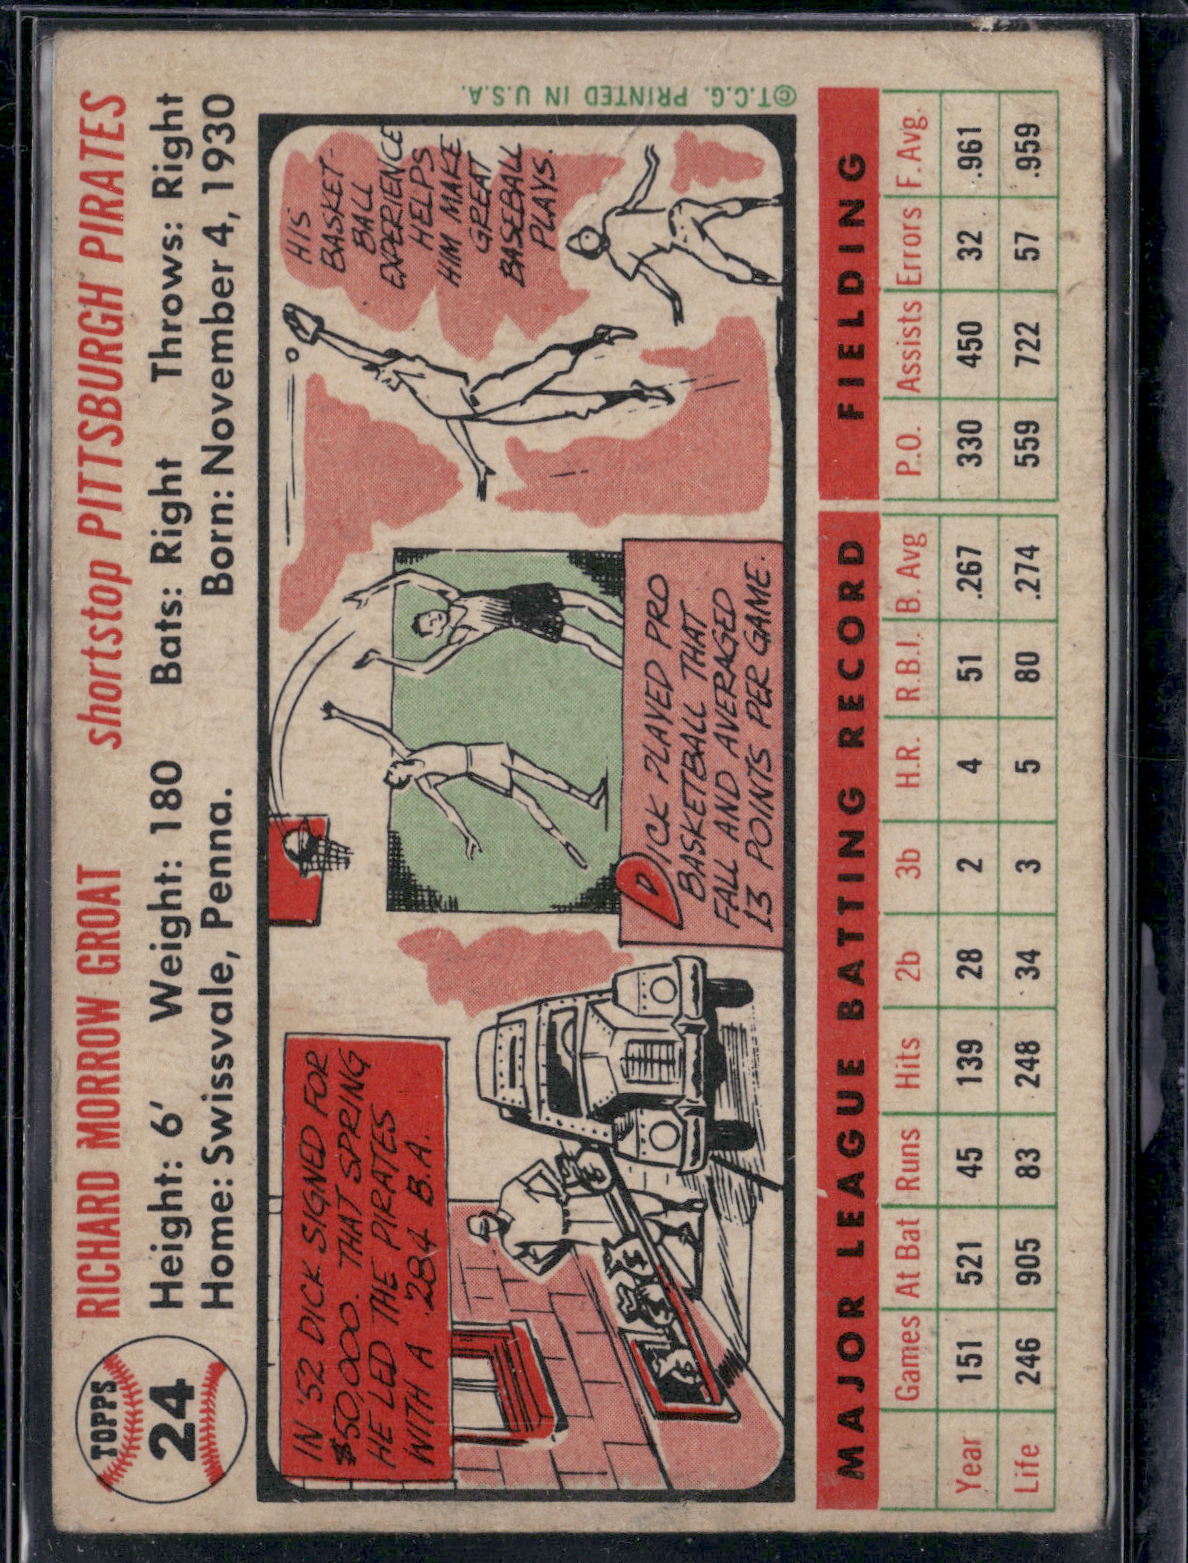 TOPPS
24
RICHARD MORROW GROAT shortstop PITTSBURGH PIRATES
Height: 6' Weight: 180 Bats: Right Throws: Right
Home: Swissvale, Penna. Born: November 4, 1930
IN '52 DICK SIGNED FOR
$50,000. THAT SPRING
HE LED THE PIRATES
WITH A .284 B.A.
DICK PLAYED PRO
BASKETBALL THAT
FALL AND AVERAGED
13 POINTS PER GAME.
HIS
BASKET-
BALL
EXPERIENCE
HELPS
HIM MAKE
GREAT
BASEBALL
PLAYS.
©T.C.G. PRINTED IN U.S.A.
MAJOR LEAGUE BATTING RECORD FIELDING
Games At Bat Runs Hits 2b 3b H.R. R.B.I. B. Avg P.O. Assists Errors F. Avg.
Year 151 521 45 139 28 2 4 51 .267 330 450 32 .961
Life 246 905 83 248 34 3 5 80 .274 559 722 57 .959